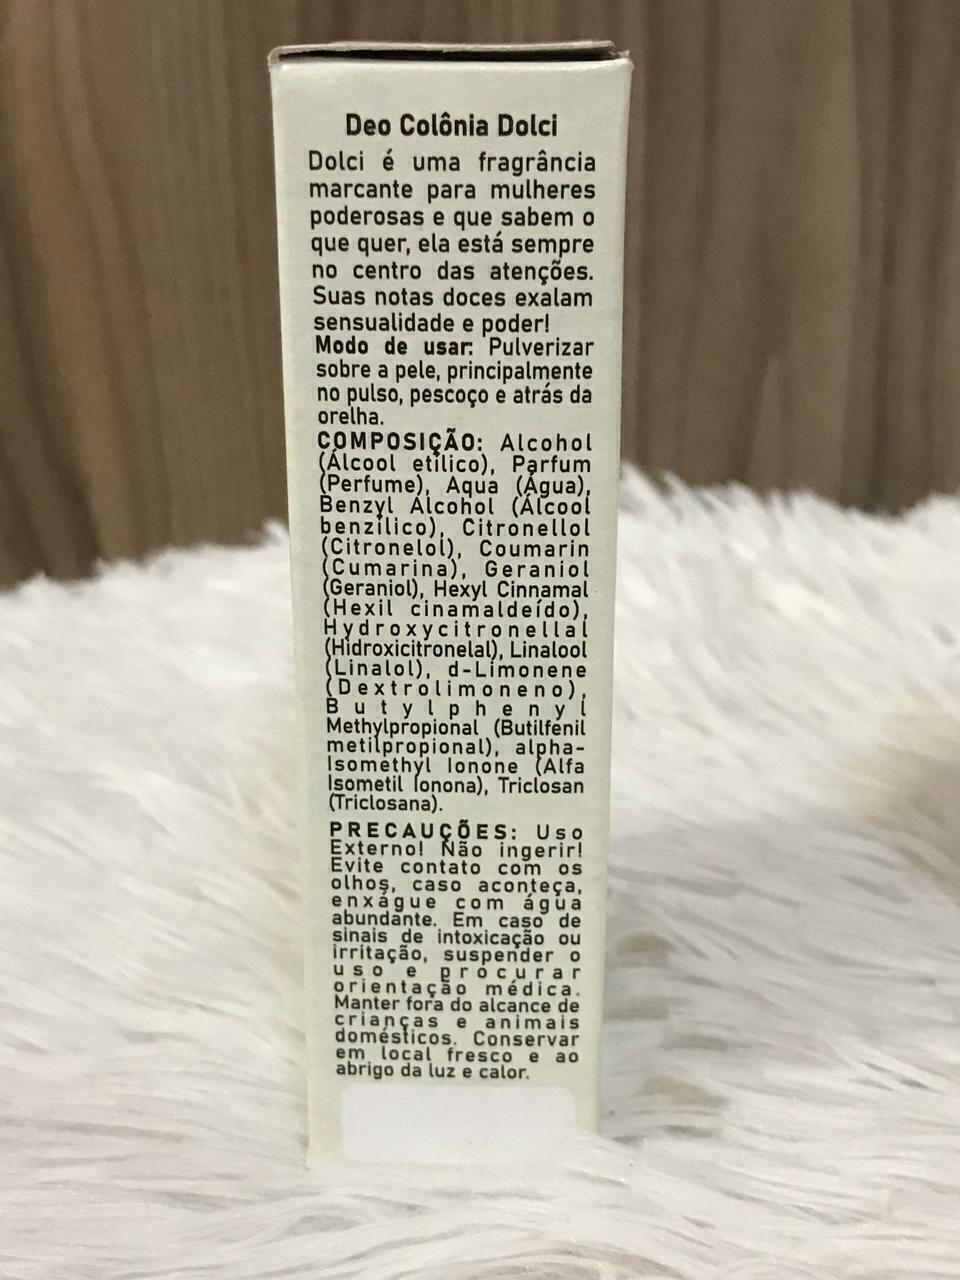 Deo Colônia Dolci
Dolci é uma fragrância
marcante para mulheres
poderosas e que sabem o
que quer, ela está sempre
no centro das atenções.
Suas notas doces exalam
sensualidade e poder!
Modo de usar: Pulverizar
sobre a pele, principalmente
no pulso, pescoço e atrás da
orelha.
COMPOSIÇÃO: Alcohol
(Álcool etílico), Parfum
(Perfume), Aqua (Água),
Benzyl Alcohol (Álcool
benzílico), Citronellol
(Citronelol), Coumarin
(Cumarina), Geraniol
(Geraniol), Hexyl Cinnamal
(Hexil cinamaldeído),
Hydroxycitronellal
(Hidroxicitronelal), Linalool
(Linalol), d-Limonene
(Dextrolimoneno),
Butylphenyl
Methylpropional (Butilfenil
metilpropional), alpha-
Isomethyl Ionone (Alfa
Isometil Ionona), Triclosan
(Triclosana).
PRECAUÇÕES: Uso
Externo! Não ingerir!
Evite contato com os
olhos, caso aconteça,
enxágue com água
abundante. Em caso de
sinais de intoxicação ou
irritação, suspender o
uso e procurar
orientação médica.
Manter fora do alcance de
crianças e animais
domésticos. Conservar
em local fresco e ao
abrigo da luz e calor.